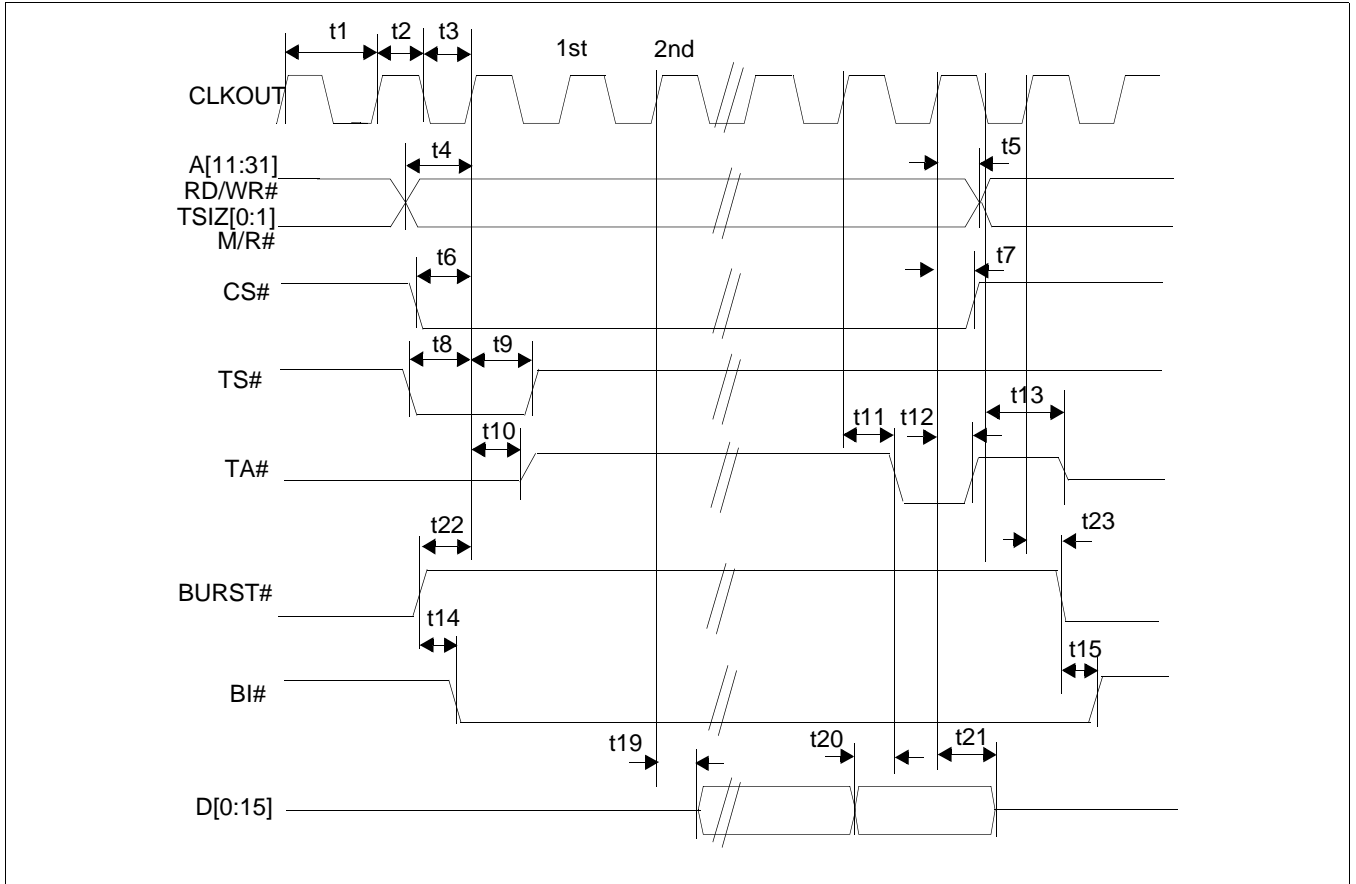 t1 t2 t3 1st 2nd
CLKOUT
t4 t5
A[11:31]
RD/WR#
TSIZ[0:1]
M/R#
t6 t7
CS#
t8 t9
TS#
t13
t10 t11 t12
TA#
t22 t23
BURST#
t14 t15
BI#
t19 t20 t21
D[0:15]